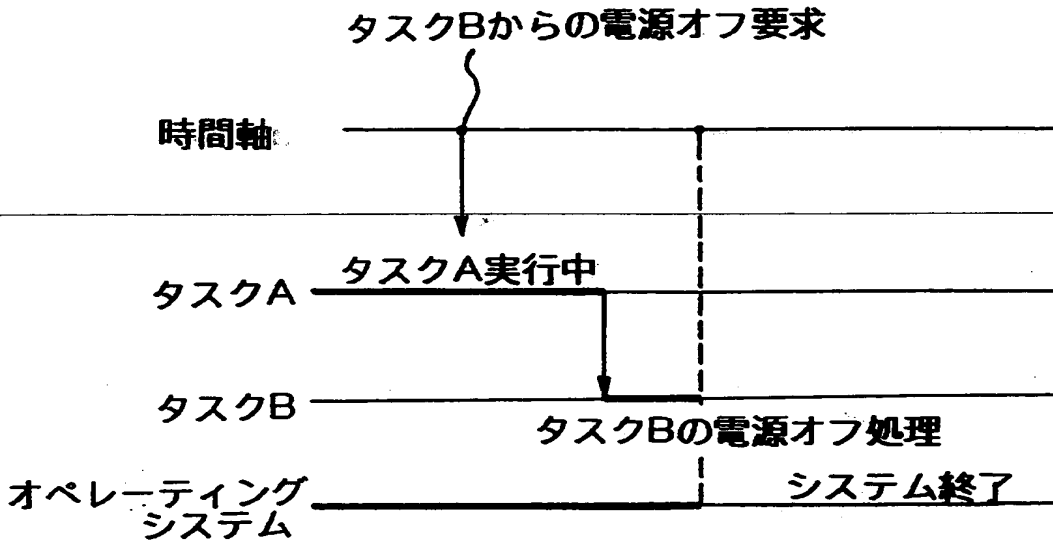 タスクBからの電源オフ要求
時間軸
タスクA実行中
タスクA
タスクB
タスクBの電源オフ処理
オペレーティング
システム
システム終了